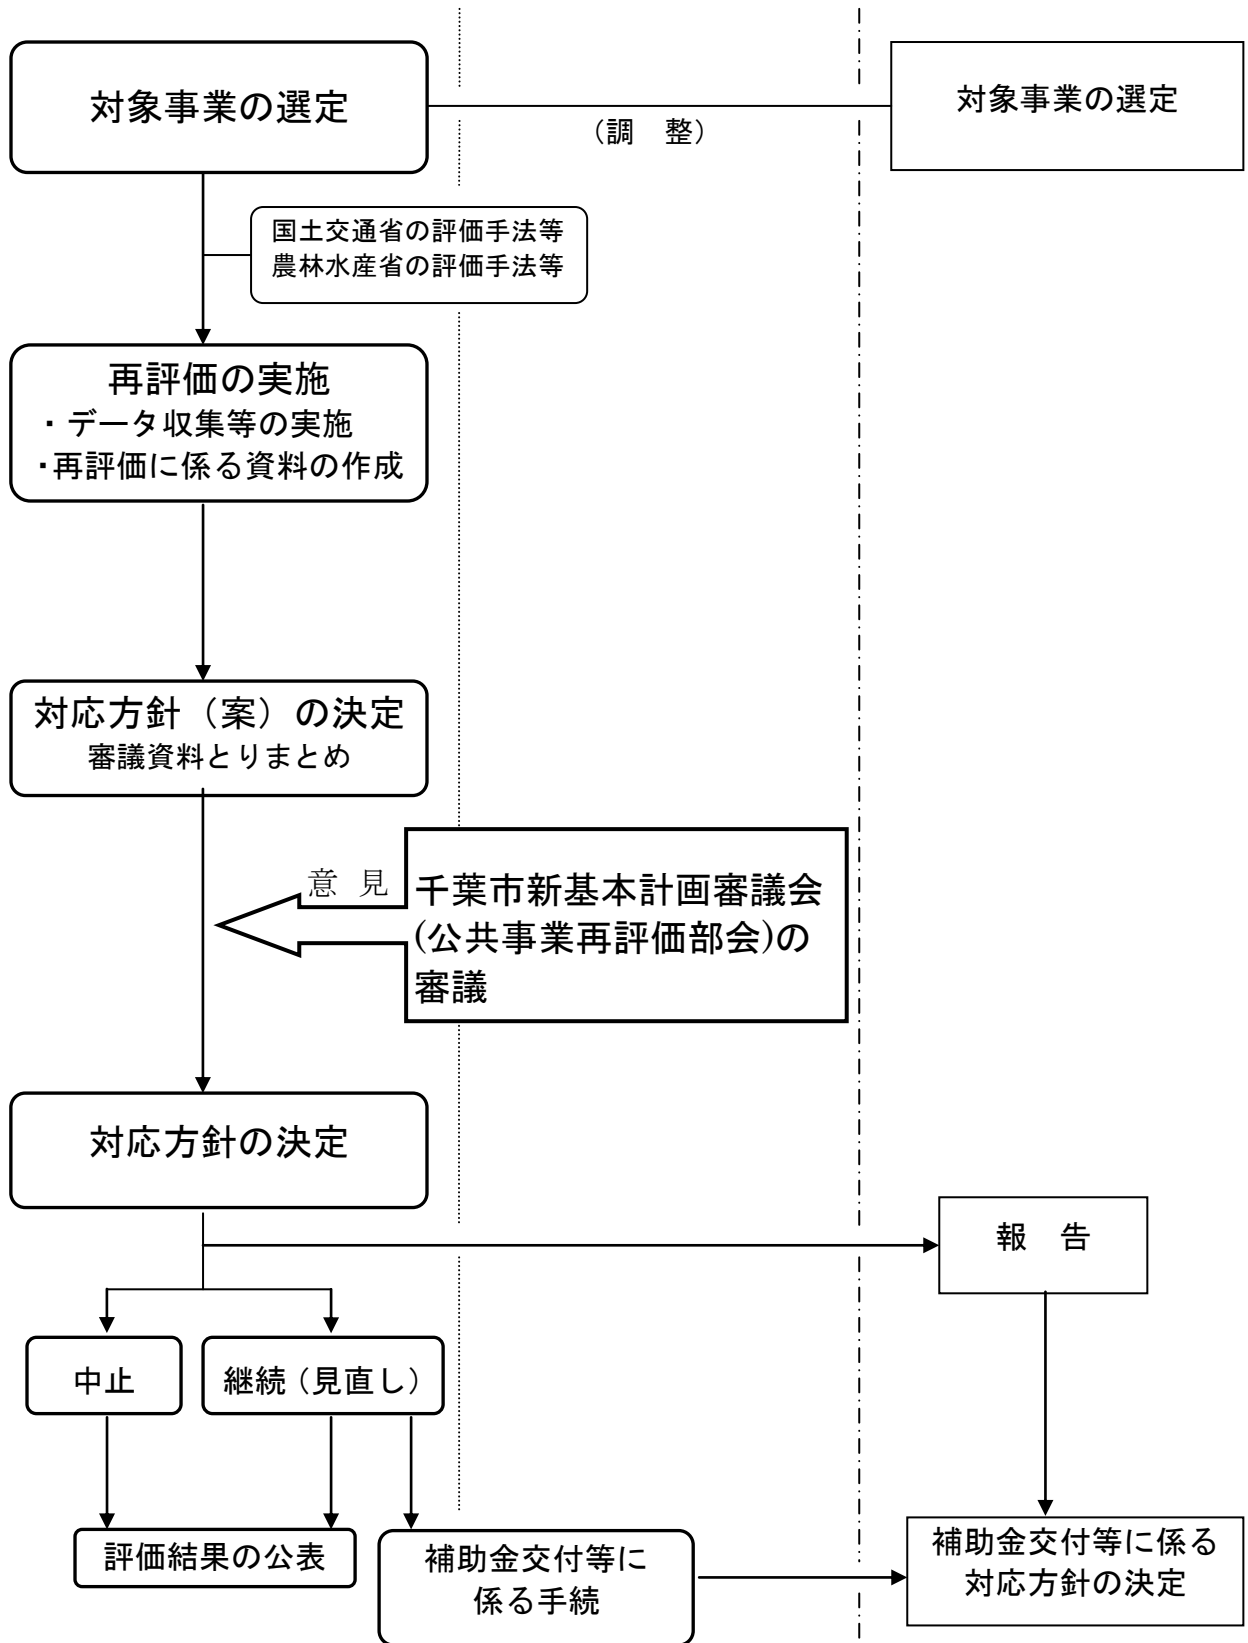 対象事業の選定
(調　整)
対象事業の選定
国土交通省の評価手法等
農林水産省の評価手法等
再評価の実施
・データ収集等の実施
・再評価に係る資料の作成
対応方針（案）の決定
審議資料とりまとめ
意 見
千葉市新基本計画審議会
(公共事業再評価部会)の
審議
対応方針の決定
報　告
中止
継続（見直し）
評価結果の公表
補助金交付等に
係る手続
補助金交付等に係る
対応方針の決定